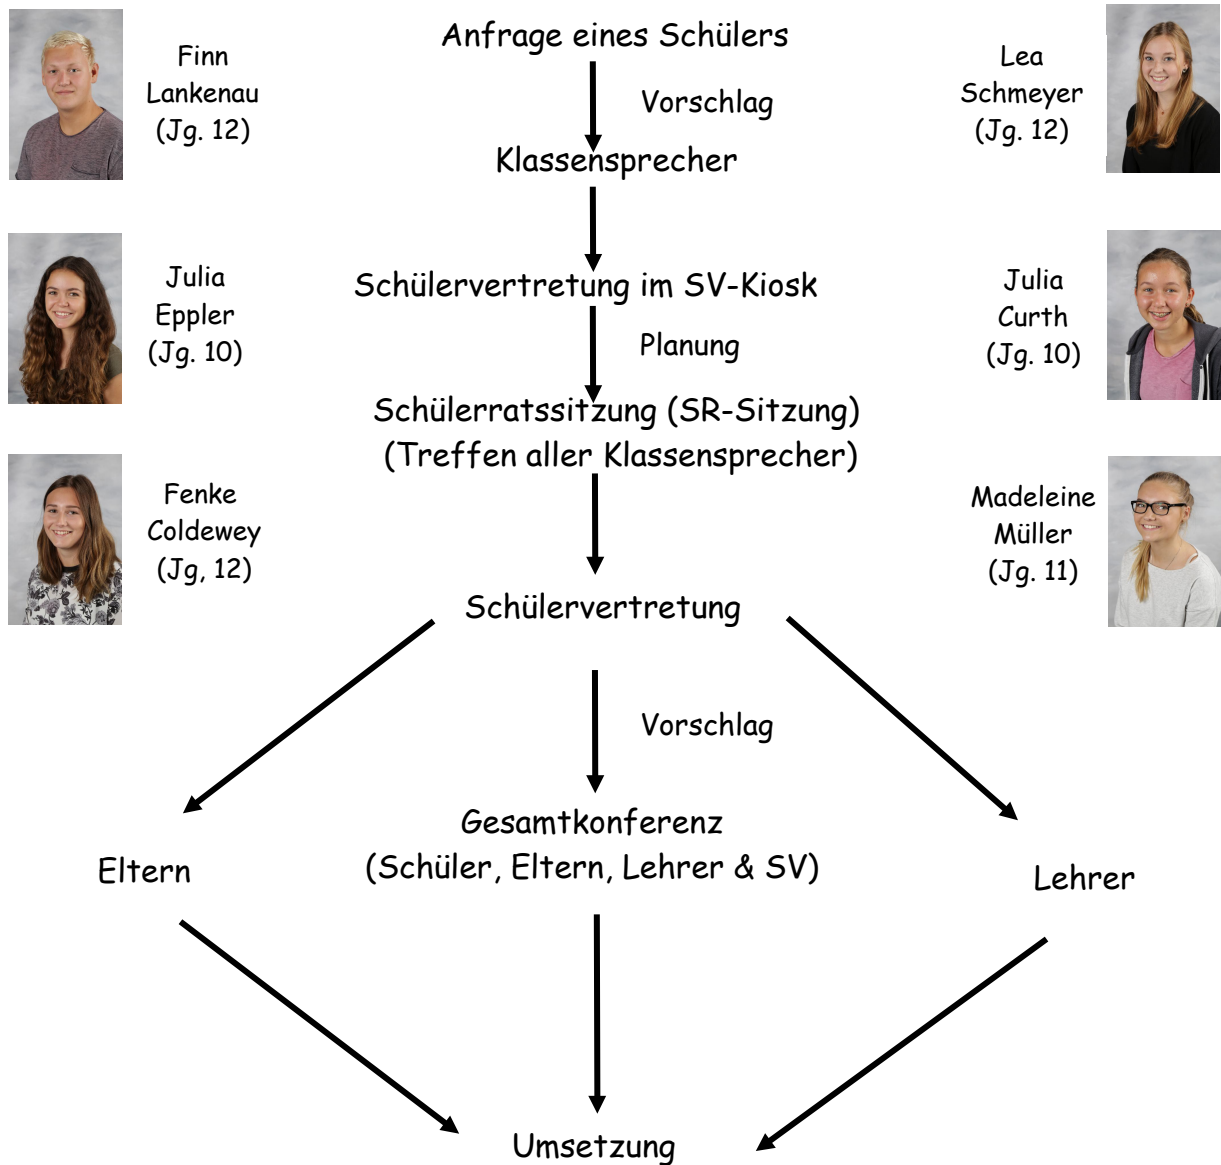 Finn
Lankenau
(Jg. 12)
Anfrage eines Schülers
Lea
Schmeyer
(Jg. 12)
Vorschlag
Klassensprecher
Julia
Eppler
(Jg. 10)
Schülervertretung im SV-Kiosk
Julia
Curth
(Jg. 10)
Planung
Schülerratssitzung (SR-Sitzung)
(Treffen aller Klassensprecher)
Fenke
Coldewey
(Jg, 12)
Madeleine
Müller
(Jg. 11)
Schülervertretung
Vorschlag
Gesamtkonferenz
(Schüler, Eltern, Lehrer & SV)
Eltern
Lehrer
Umsetzung